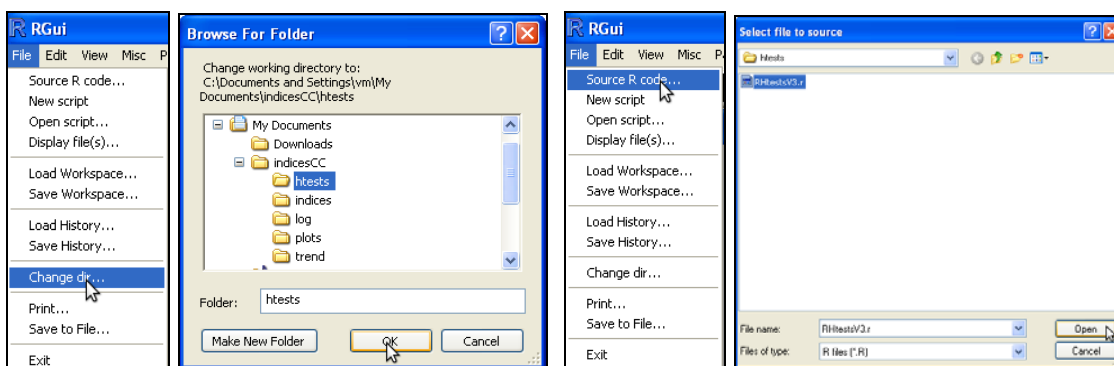 RGui
File Edit View Misc P
Source R code...
New script
Open script...
Display file(s)...
Load Workspace...
Save Workspace...
Load History...
Save History...
Change dir...
Print...
Save to File...
Exit
Browse For Folder
Change working directory to:
C:\Documents and Settings\vm\My
Documents\indicesCC\htests
My Documents
Downloads
indicesCC
htests
indices
log
plots
trend
Folder: htests
Make New Folder OK Cancel
RGui
File Edit View Misc P
Source R code...
New script
Open script...
Display file(s)...
Load Workspace...
Save Workspace...
Load History...
Save History...
Change dir...
Print...
Save to File...
Exit
Select file to source
htests
RHtestsV3.r
File name: RHtestsV3.r Open
Files of type: R files (*.R) Cancel